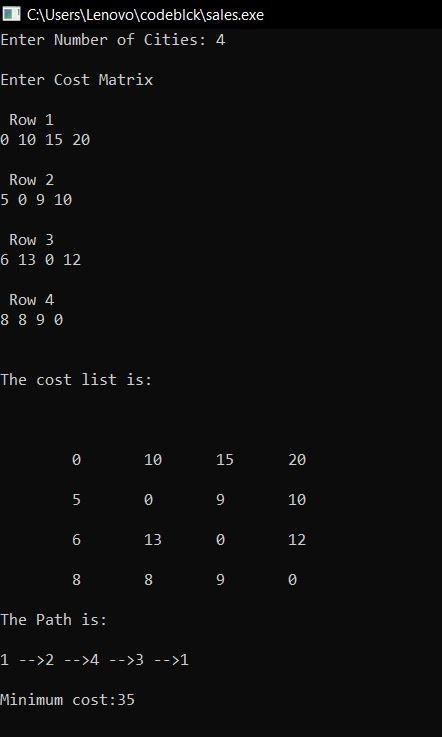 C:\Users\Lenovo\codeblck\sales.exe
Enter Number of Cities: 4
Enter Cost Matrix
Row 1
0 10 15 20
Row 2
5 0 9 10
Row 3
6 13 0 12
Row 4
8 8 9 0
The cost list is:
0 10 15 20
5 0 9 10
6 13 0 12
8 8 9 0
The Path is:
1 -->2 -->4 -->3 -->1
Minimum cost:35